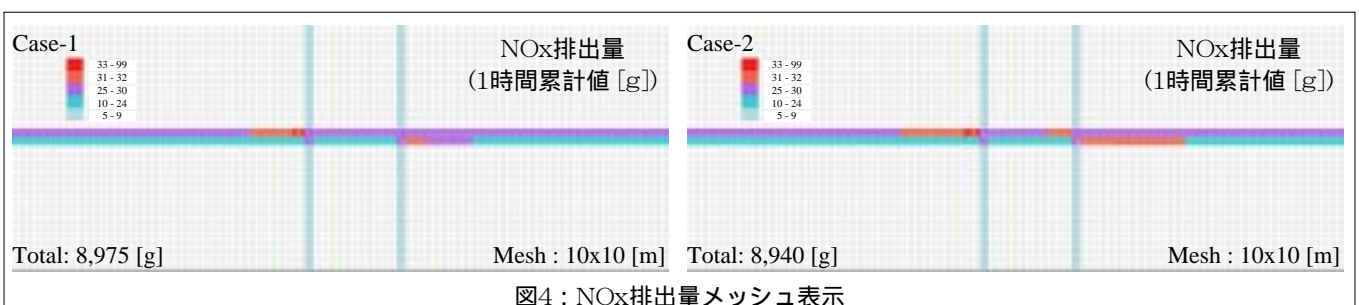 Case-1
NOx排出量
(1時間累計値 [g])
33 - 99
31 - 32
25 - 30
10 - 24
5 - 9
Total: 8,975 [g]
Mesh : 10x10 [m]
Case-2
NOx排出量
(1時間累計値 [g])
33 - 99
31 - 32
25 - 30
10 - 24
5 - 9
Total: 8,940 [g]
Mesh : 10x10 [m]
図4 : NOx排出量メッシュ表示